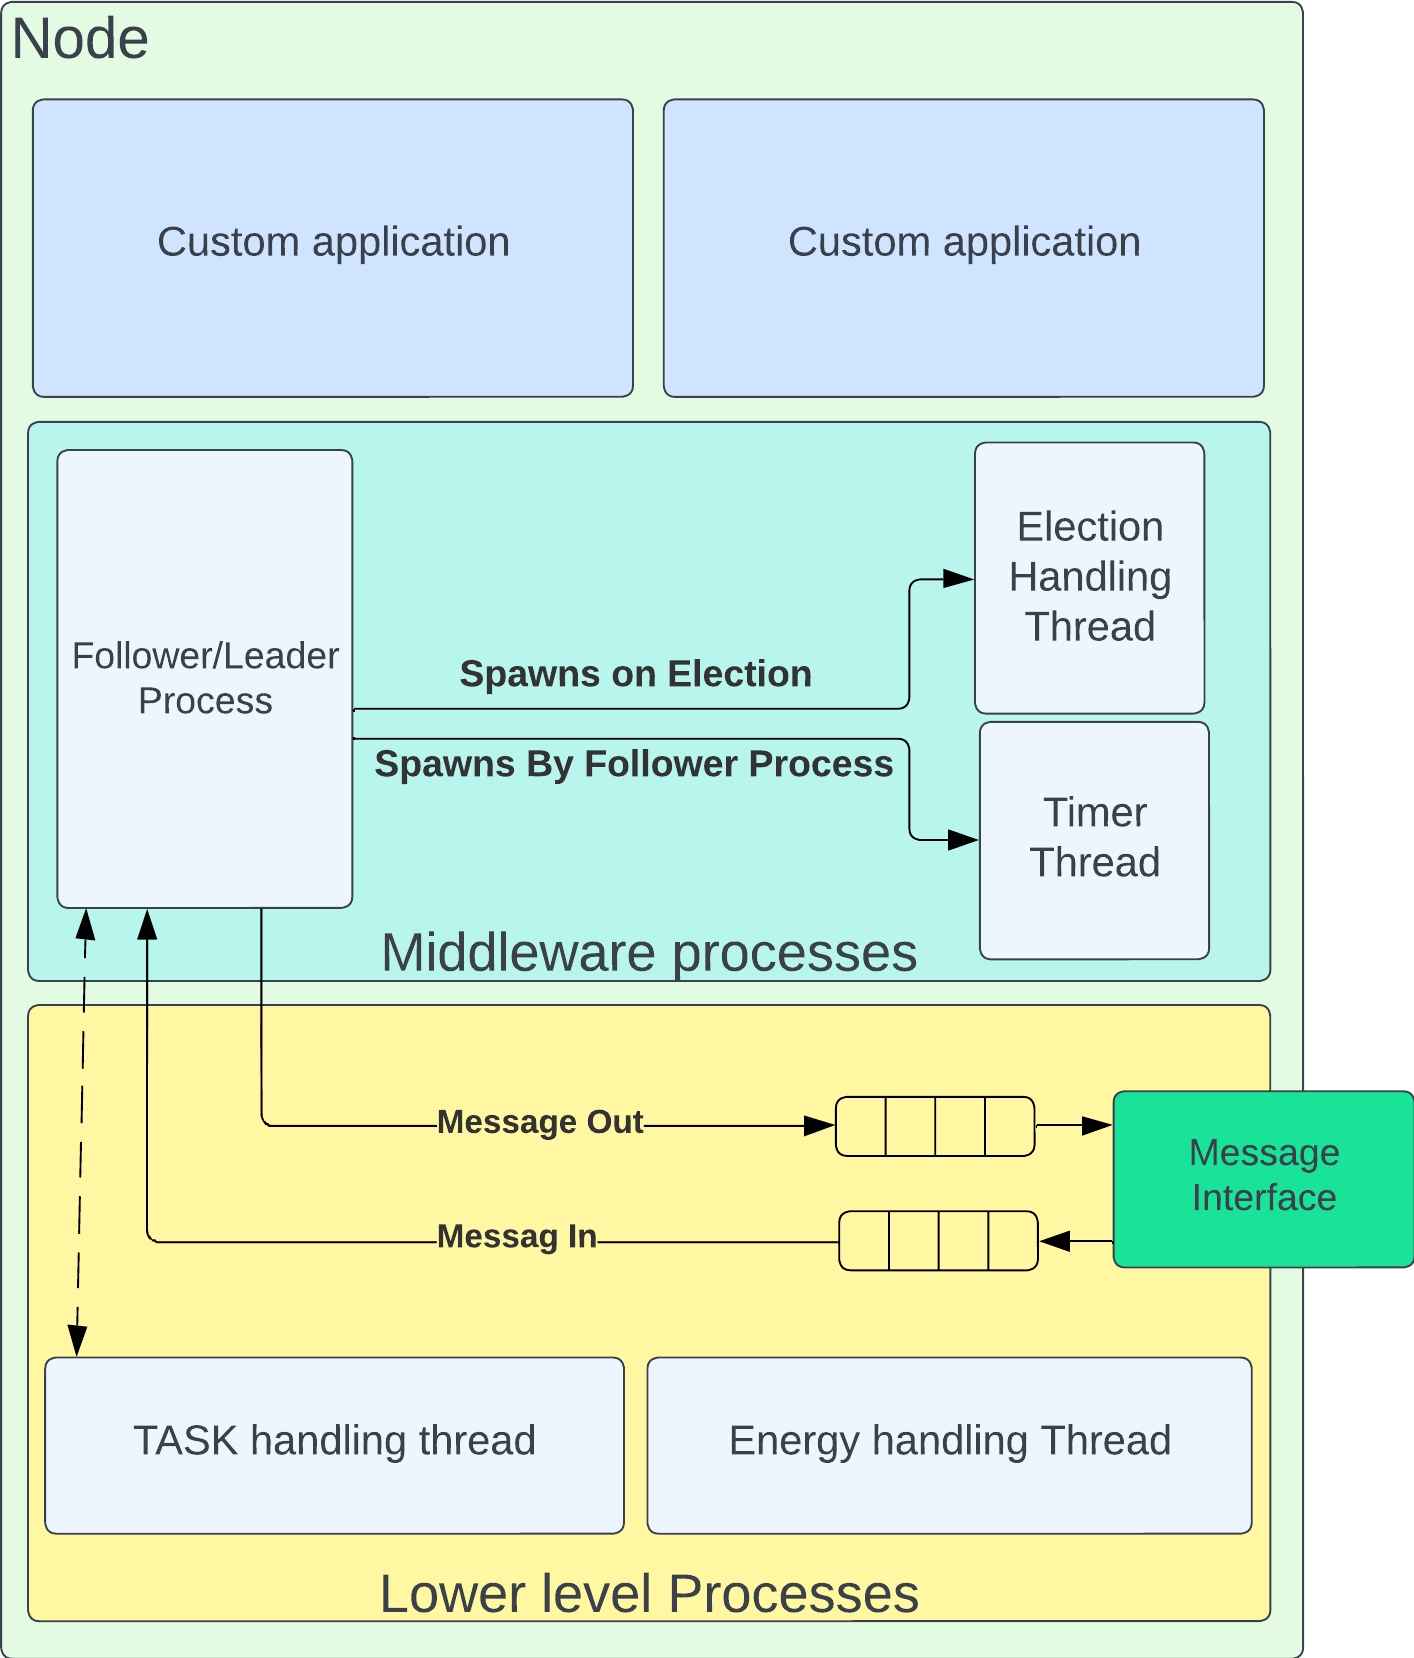 Node
Custom application
Custom application
Follower/Leader
Process
Spawns on Election
Spawns By Follower Process
Election
Handling
Thread
Timer
Thread
Middleware processes
Message Out
Messag In
Message
Interface
TASK handling thread
Energy handling Thread
Lower level Processes